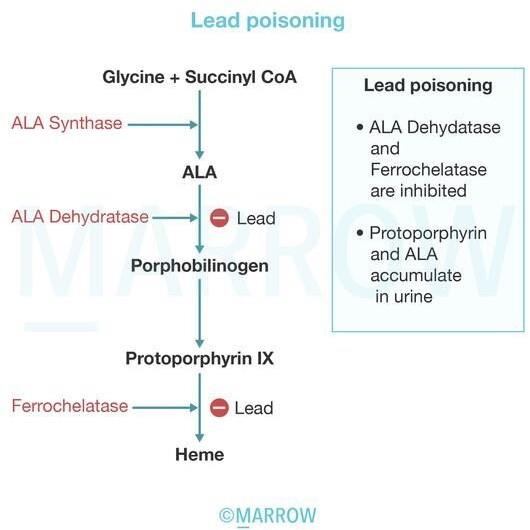 Lead poisoning
Glycine + Succinyl CoA
ALA Synthase
ALA
ALA Dehydratase
Lead
Porphobilinogen
Protoporphyrin IX
Ferrochelatase
Lead
Heme
Lead poisoning
• ALA Dehydatase
and
Ferrochelatase
are inhibited
• Protoporphyrin
and ALA
accumulate
in urine
MARROW
©MARROW